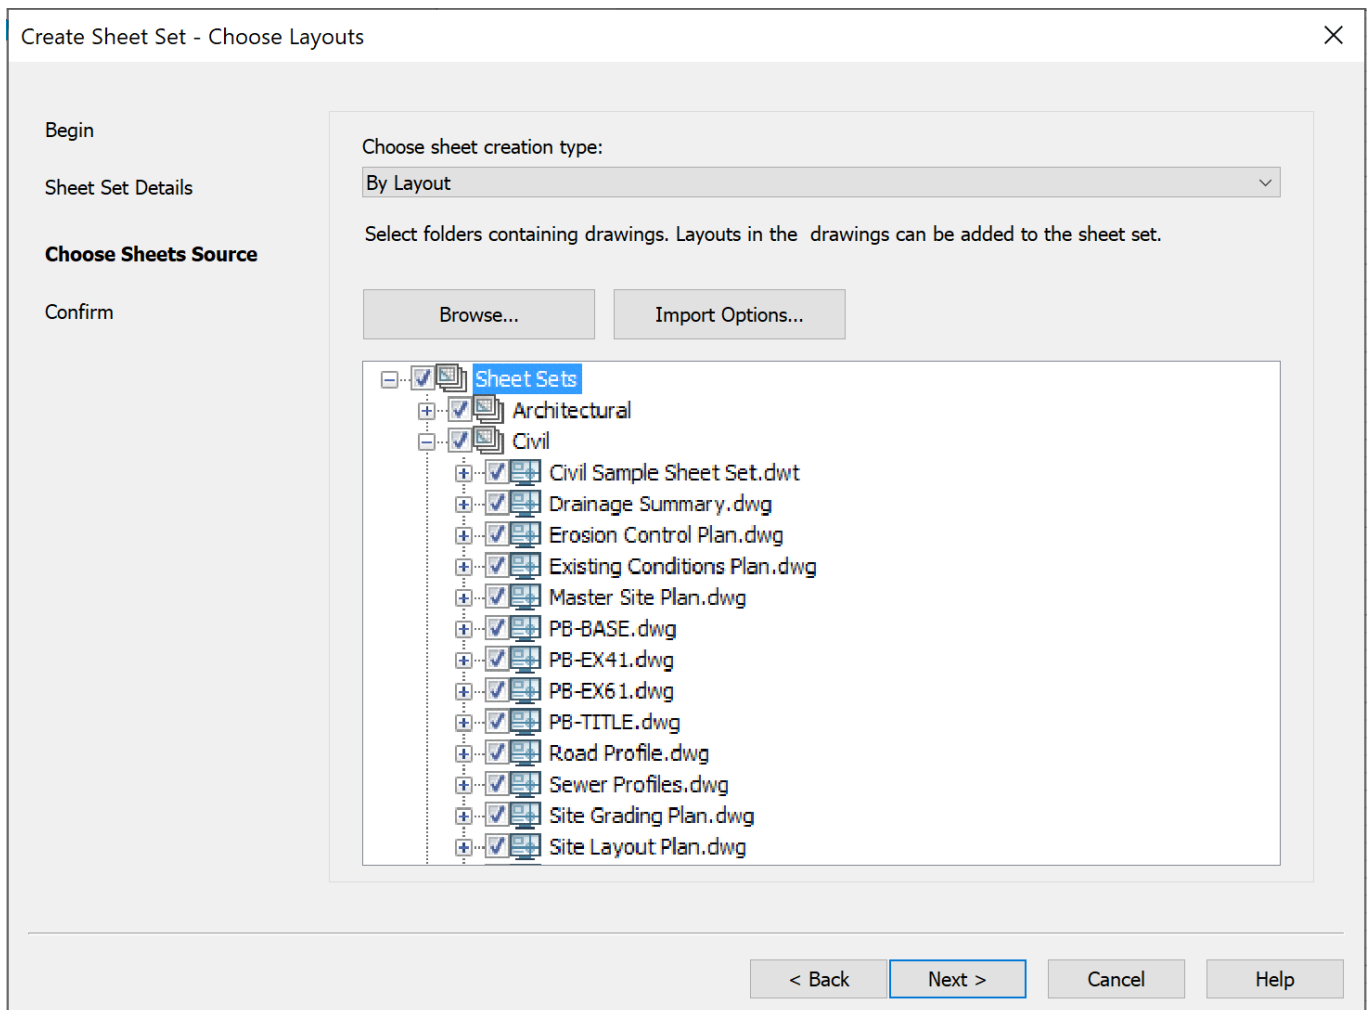 Create Sheet Set - Choose Layouts
Begin
Sheet Set Details
Choose Sheets Source
Confirm
Choose sheet creation type:
By Layout
Select folders containing drawings. Layouts in the  drawings can be added to the sheet set.
Browse...
Import Options...
Sheet Sets
Architectural
Civil
Civil Sample Sheet Set.dwt
Drainage Summary.dwg
Erosion Control Plan.dwg
Existing Conditions Plan.dwg
Master Site Plan.dwg
PB-BASE.dwg
PB-EX41.dwg
PB-EX61.dwg
PB-TITLE.dwg
Road Profile.dwg
Sewer Profiles.dwg
Site Grading Plan.dwg
Site Layout Plan.dwg
< Back
Next >
Cancel
Help